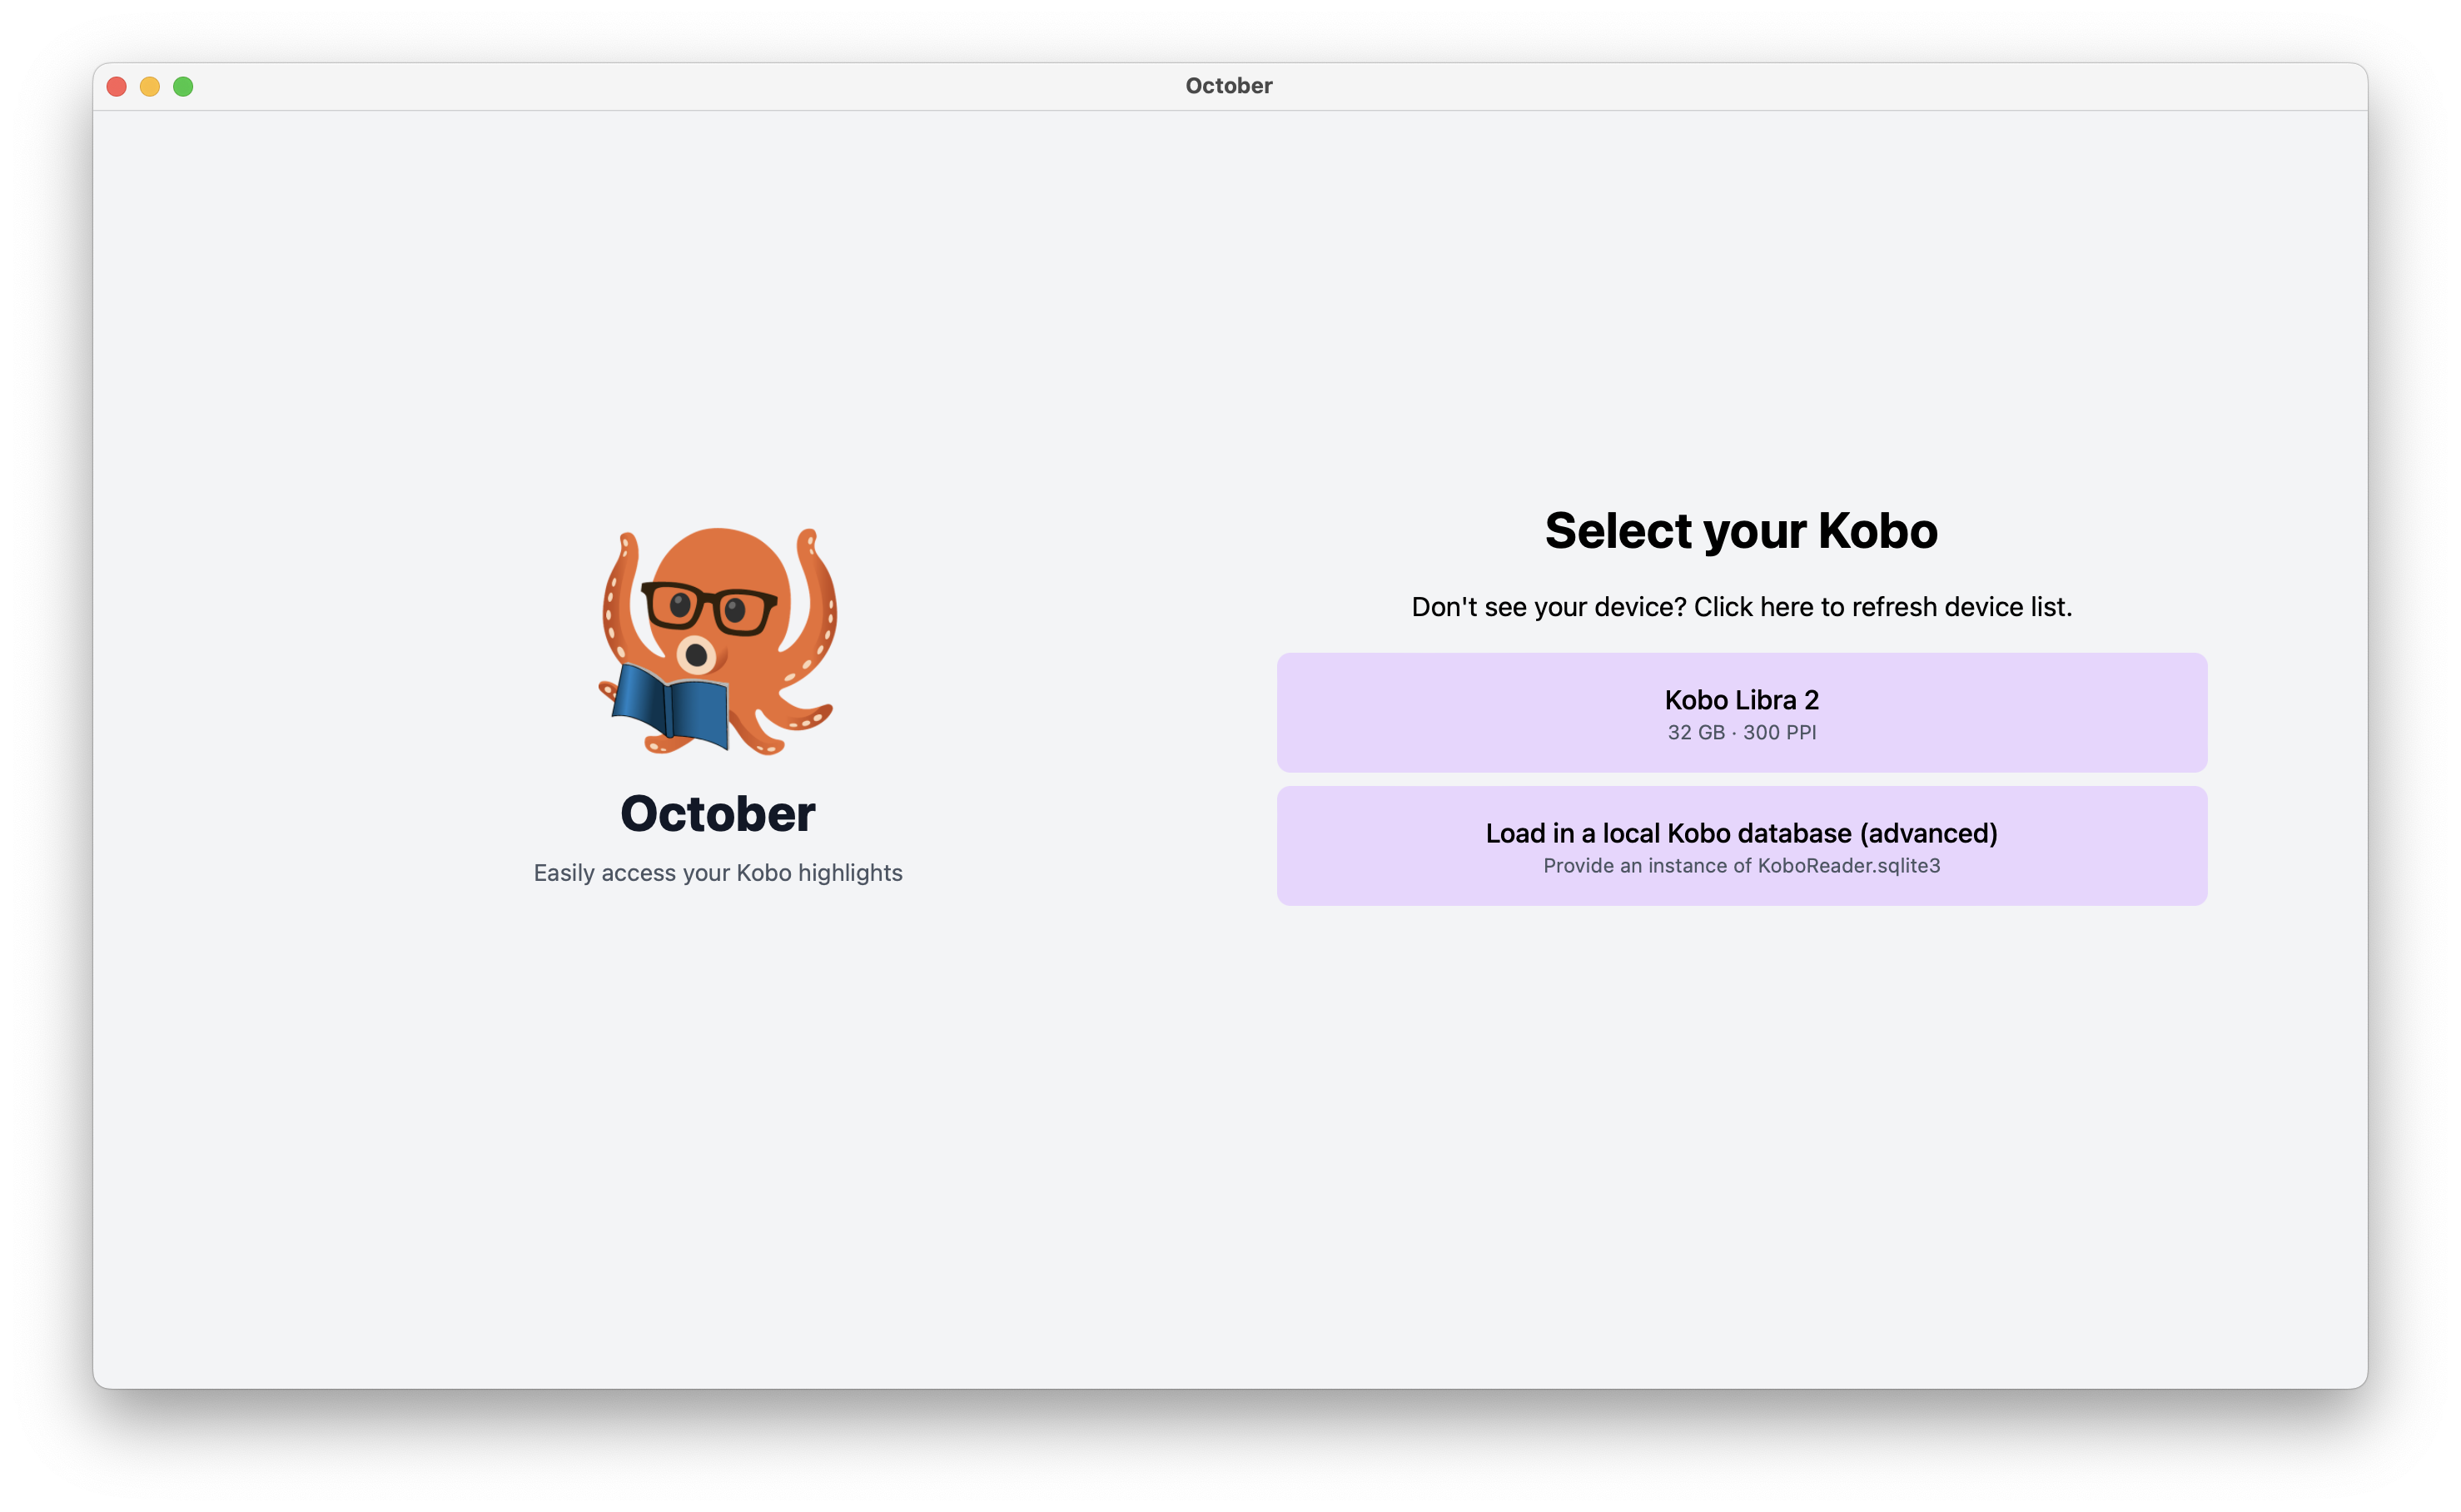 October
October
Easily access your Kobo highlights
Select your Kobo
Don't see your device? Click here to refresh device list.
Kobo Libra 2
32 GB · 300 PPI
Load in a local Kobo database (advanced)
Provide an instance of KoboReader.sqlite3